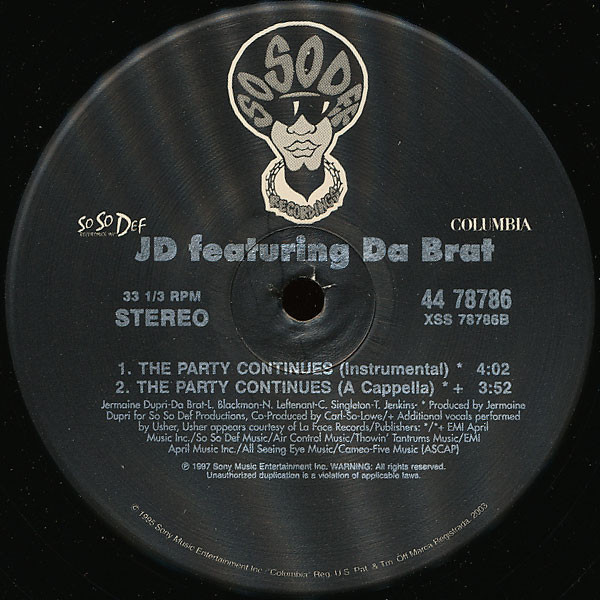 SO SO DEF
RECORDINGS
So So Def
COLUMBIA
JD featuring Da Brat
33 1/3 RPM
STEREO
44 78786
XSS 78786B
1. THE PARTY CONTINUES (Instrumental) * 4:02
2. THE PARTY CONTINUES (A Cappella) * + 3:52
Jermaine Dupri-Da Brat-L. Blackmon-N. Leftenant-C. Singleton-T. Jenkins- * Produced by Jermaine
Dupri for So So Def Productions, Co-Produced by Carl-So-Lowe/+ Additional vocals performed
by Usher, Usher appears courtesy of La Face Records/Publishers: */*+ EMI April
Music Inc./So So Def Music/Air Control Music/Thowin' Tantrums Music/EMI
April Music Inc./All Seeing Eye Music/Cameo-Five Music (ASCAP)
℗ 1997 Sony Music Entertainment Inc. WARNING: All rights reserved.
Unauthorized duplication is a violation of applicable laws.
© 1995 Sony Music Entertainment Inc./"Columbia" Reg. U.S. Pat. & Tm. Off. Marca Registrada. 2003